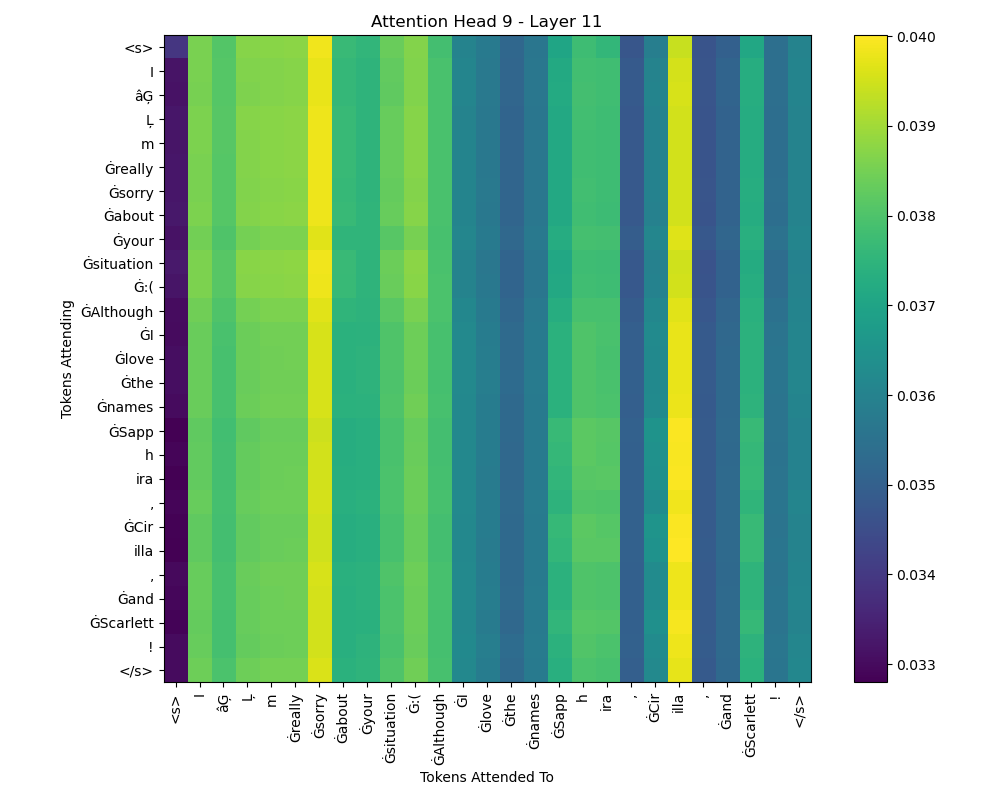 Attention Head 9 - Layer 11
Tokens Attending
<s>
I
âĢ
Ļ
m
Ġreally
Ġsorry
Ġabout
Ġyour
Ġsituation
Ġ:(
ĠAlthough
ĠI
Ġlove
Ġthe
Ġnames
ĠSapp
h
ira
,
ĠCir
illa
,
Ġand
ĠScarlett
!
</s>
<s>
I
âĢ
Ļ
m
Ġreally
Ġsorry
Ġabout
Ġyour
Ġsituation
Ġ:(
ĠAlthough
ĠI
Ġlove
Ġthe
Ġnames
ĠSapp
h
ira
,
ĠCir
illa
,
Ġand
ĠScarlett
!
</s>
Tokens Attended To
0.040
0.039
0.038
0.037
0.036
0.035
0.034
0.033